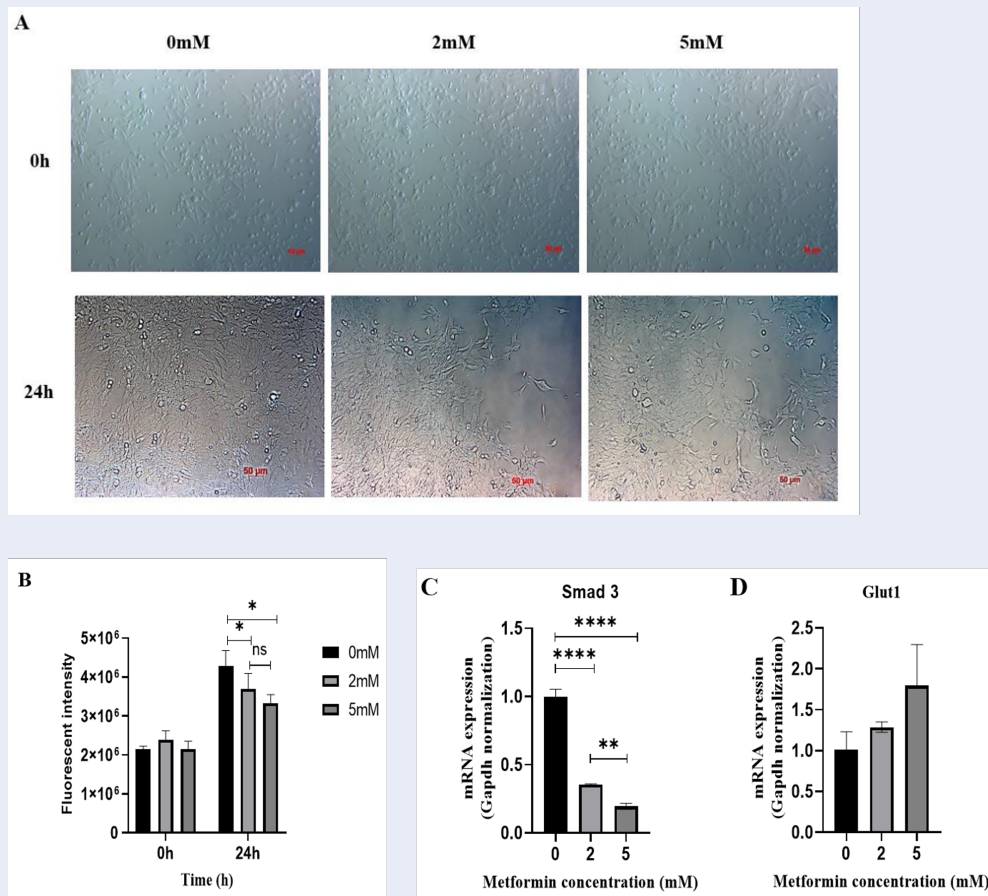 A
0mM
2mM
5mM
0h
24h
50 µm
50 µm
50 µm
B
Fluorescent intensity
5×10⁶
4×10⁶
3×10⁶
2×10⁶
1×10⁶
0
*
*
ns
0mM
2mM
5mM
0h
24h
Time (h)
C
Smad 3
mRNA expression
(Gapdh normalization)
1.5
1.0
0.5
0.0
****
****
**
0
2
5
Metformin concentration (mM)
D
Glut1
mRNA expression
(Gapdh normalization)
2.5
2.0
1.5
1.0
0.5
0.0
0
2
5
Metformin concentration (mM)